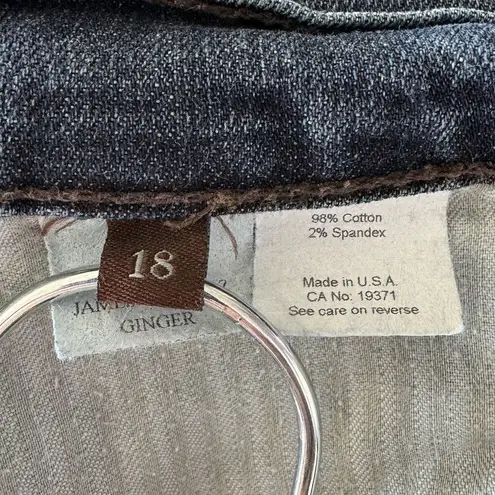 18
GINGER
98% Cotton
2% Spandex
Made in U.S.A.
CA No: 19371
See care on reverse